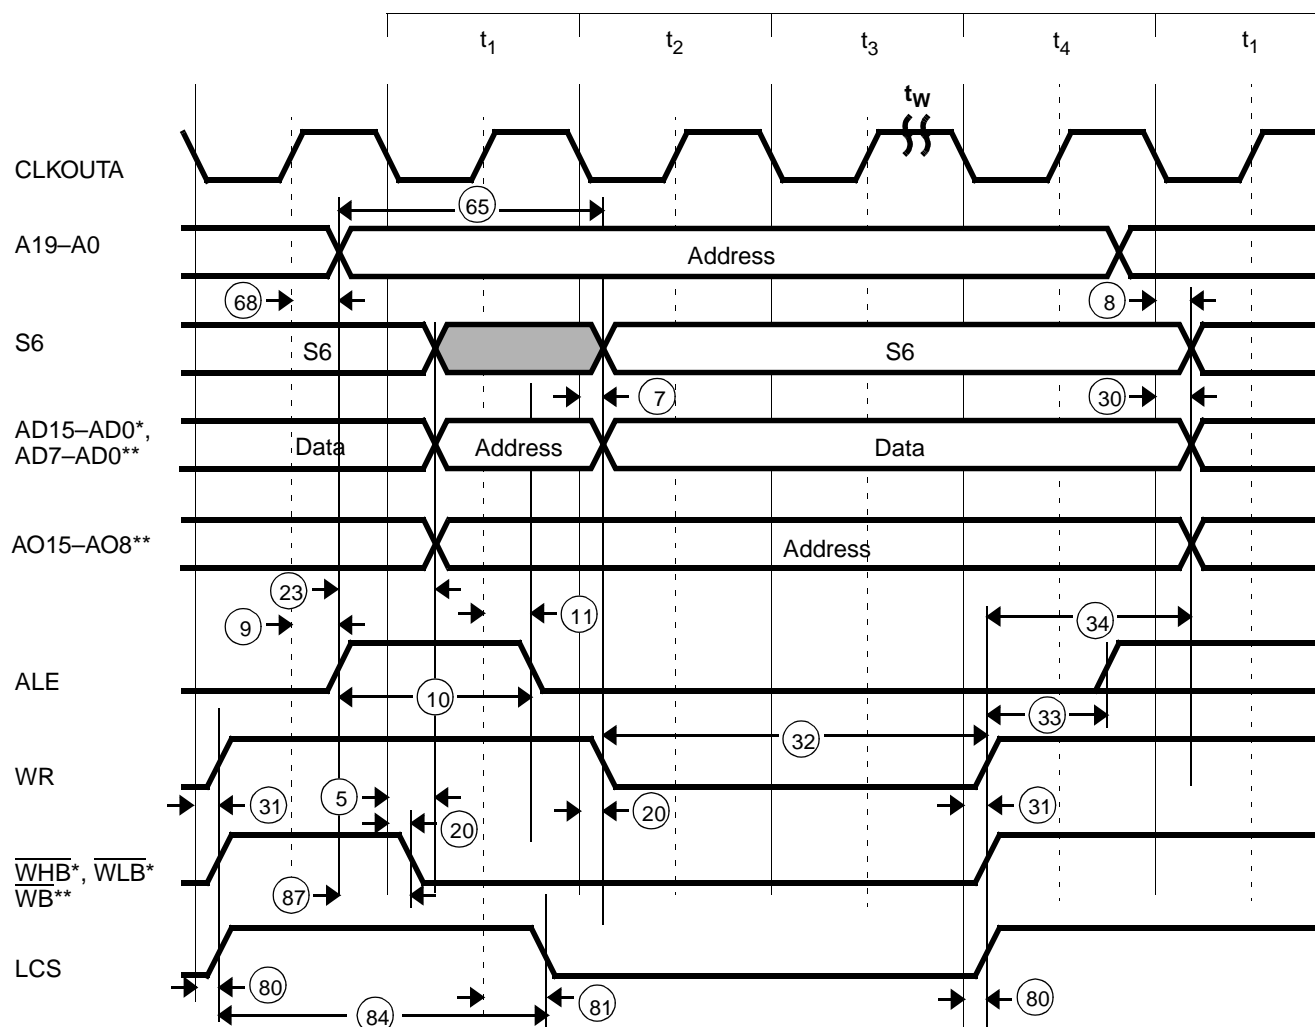 t1 t2 t3 t4 t1
tW
CLKOUTA
65
A19–A0 Address
68 8
S6 S6 S6
7 30
AD15–AD0*,
AD7–AD0** Data Address Data
AO15–AO8** Address
23
9 11 34
ALE
10 33
32
WR
31 5 20 20 31
WHB*, WLB*
WB**
87
LCS
80 84 81 80